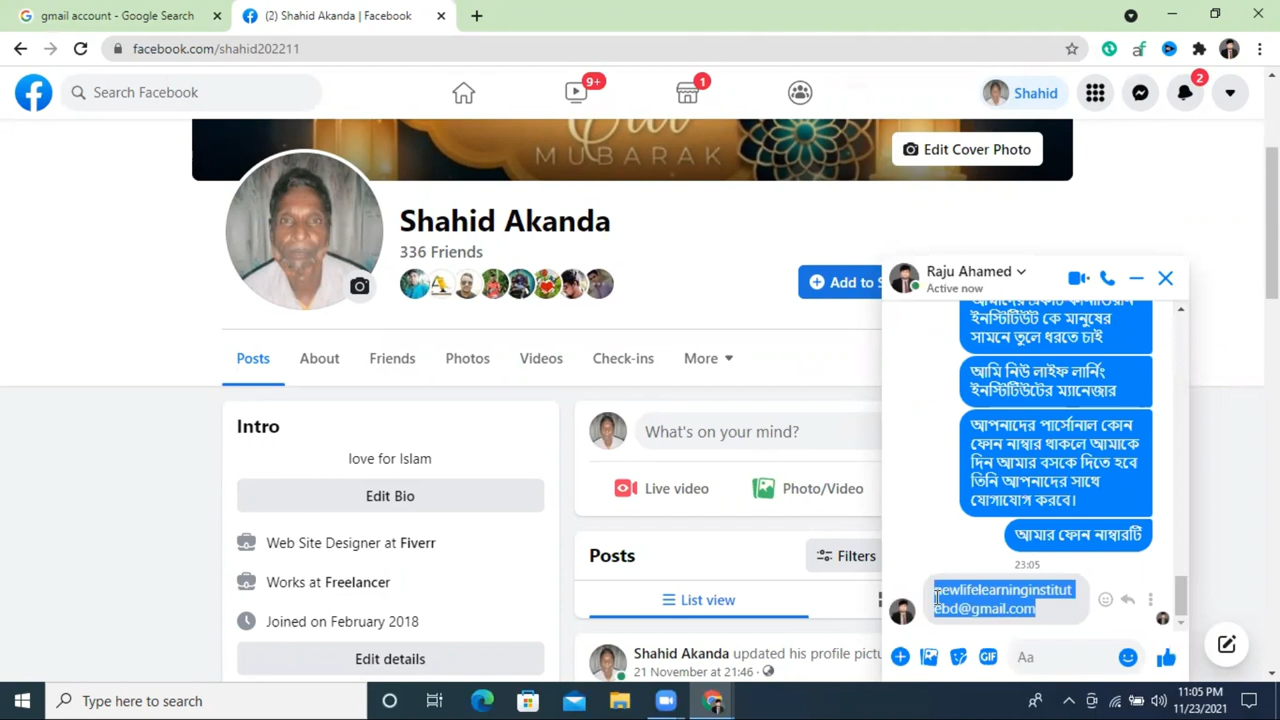 gmail account - Google Search
(2) Shahid Akanda | Facebook
facebook.com/shahid202211
Search Facebook
9+
1
Shahid
2
MUBARAK
Edit Cover Photo
Shahid Akanda
336 Friends
Add to S
Posts
About
Friends
Photos
Videos
Check-ins
More
Intro
love for Islam
Edit Bio
Web Site Designer at Fiverr
Works at Freelancer
Joined on February 2018
Edit details
What's on your mind?
Live video
Photo/Video
Posts
Filters
List view
Shahid Akanda updated his profile pictu
21 November at 21:46
Raju Ahamed
Active now
ইনস্টিটিউট কে মানুষের
সামনে তুলে ধরতে চাই
আমি নিউ লাইফ লার্নিং
ইনস্টিটিউটের ম্যানেজার
আপনাদের পার্সোনাল কোন
ফোন নাম্বার থাকলে আমাকে
দিন আমার বসকে দিতে হবে
তিনি আপনাদের সাথে
যোগাযোগ করবে।
আমার ফোন নাম্বারটি
23:05
newlifelearninginstitut
ebd@gmail.com
GIF
Aa
Type here to search
11:05 PM
11/23/2021